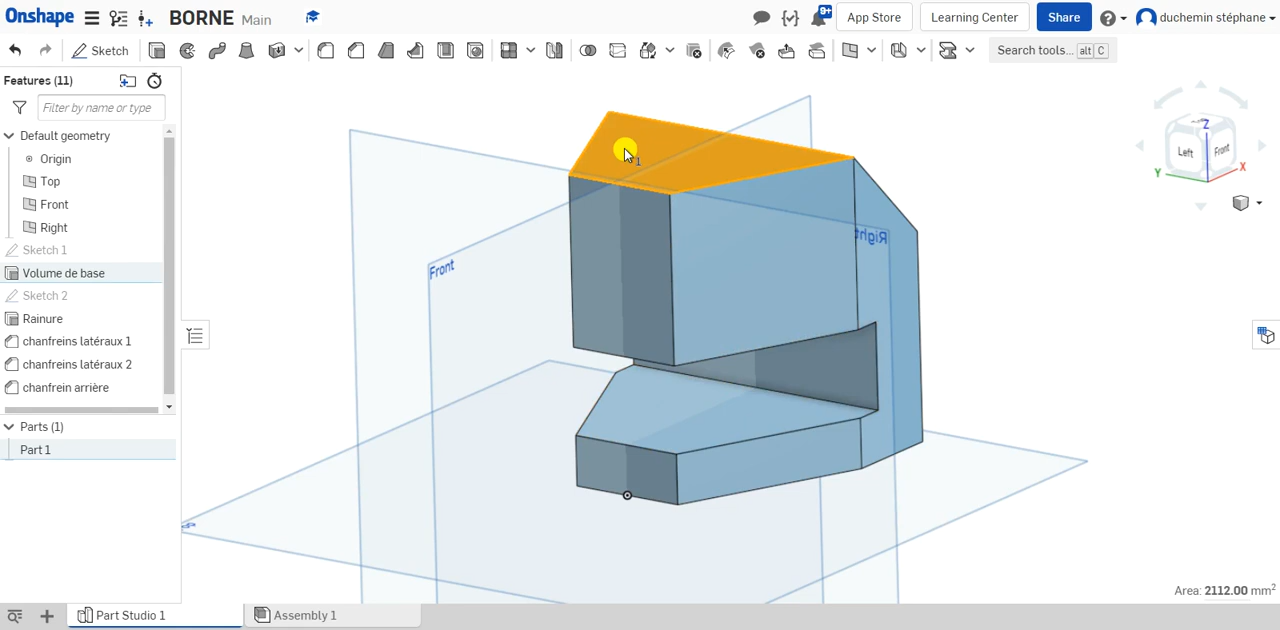 Onshape BORNE Main 9+ App Store Learning Center Share duchemin stéphane
Sketch Search tools... alt C
Features (11)
Filter by name or type
Default geometry
Origin
Top
Front
Right
Sketch 1
Volume de base
Sketch 2
Rainure
chanfreins latéraux 1
chanfreins latéraux 2
chanfrein arrière
Parts (1)
Part 1
1
Right
Front
Z
Left Front
Y X
Area: 2112.00 mm²
Part Studio 1 Assembly 1